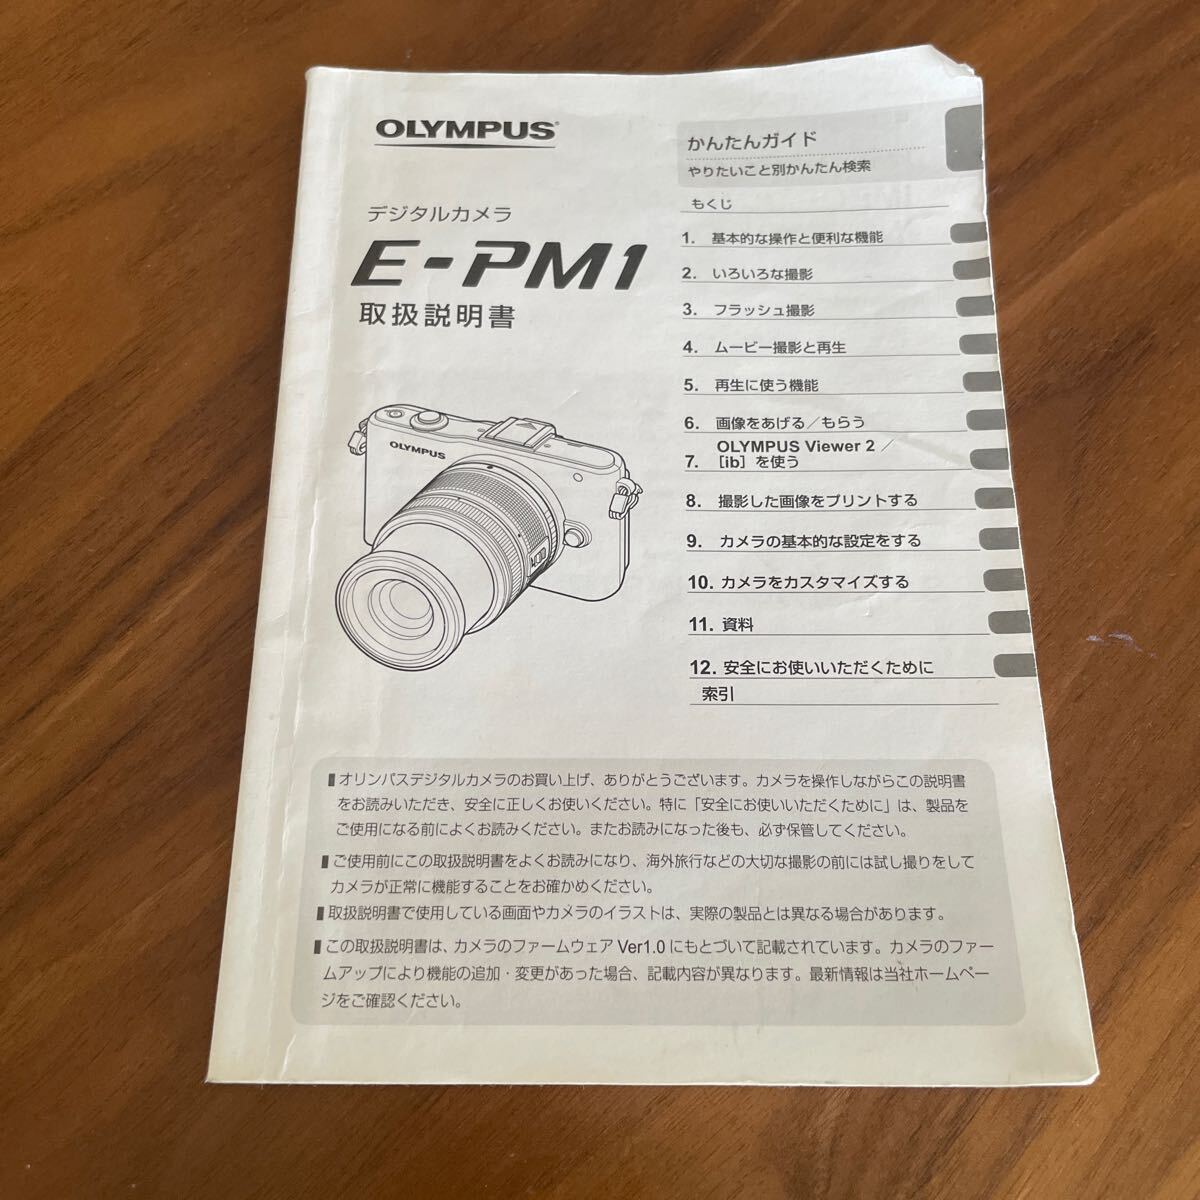 OLYMPUS
デジタルカメラ
E-PM1
取扱説明書
OLYMPUS
かんたんガイド
やりたいこと別かんたん検索
もくじ
1. 基本的な操作と便利な機能
2. いろいろな撮影
3. フラッシュ撮影
4. ムービー撮影と再生
5. 再生に使う機能
6. 画像をあげる／もらう
OLYMPUS Viewer 2／
7. ［ib］を使う
8. 撮影した画像をプリントする
9. カメラの基本的な設定をする
10. カメラをカスタマイズする
11. 資料
12. 安全にお使いいただくために
索引
オリンパスデジタルカメラのお買い上げ、ありがとうございます。カメラを操作しながらこの説明書
をお読みいただき、安全に正しくお使いください。特に「安全にお使いいただくために」は、製品を
ご使用になる前によくお読みください。またお読みになった後も、必ず保管してください。
ご使用前にこの取扱説明書をよくお読みになり、海外旅行などの大切な撮影の前には試し撮りをして
カメラが正常に機能することをお確かめください。
取扱説明書で使用している画面やカメラのイラストは、実際の製品とは異なる場合があります。
この取扱説明書は、カメラのファームウェア Ver1.0 にもとづいて記載されています。カメラのファー
ムアップにより機能の追加・変更があった場合、記載内容が異なります。最新情報は当社ホームペー
ジをご確認ください。